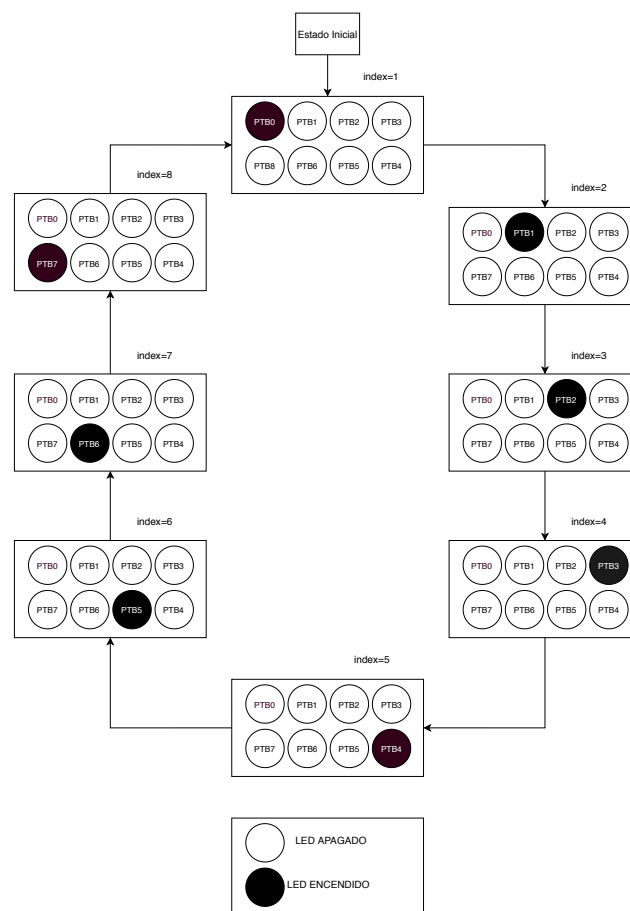 Estado Inicial
index=1
PTB0 PTB1 PTB2 PTB3
PTB8 PTB6 PTB5 PTB4
index=2
PTB0 PTB1 PTB2 PTB3
PTB7 PTB6 PTB5 PTB4
index=3
PTB0 PTB1 PTB2 PTB3
PTB7 PTB6 PTB5 PTB4
index=4
PTB0 PTB1 PTB2 PTB3
PTB7 PTB6 PTB5 PTB4
index=5
PTB0 PTB1 PTB2 PTB3
PTB7 PTB6 PTB5 PTB4
index=6
PTB0 PTB1 PTB2 PTB3
PTB7 PTB6 PTB5 PTB4
index=7
PTB0 PTB1 PTB2 PTB3
PTB7 PTB6 PTB5 PTB4
index=8
PTB0 PTB1 PTB2 PTB3
PTB7 PTB6 PTB5 PTB4
LED APAGADO
LED ENCENDIDO